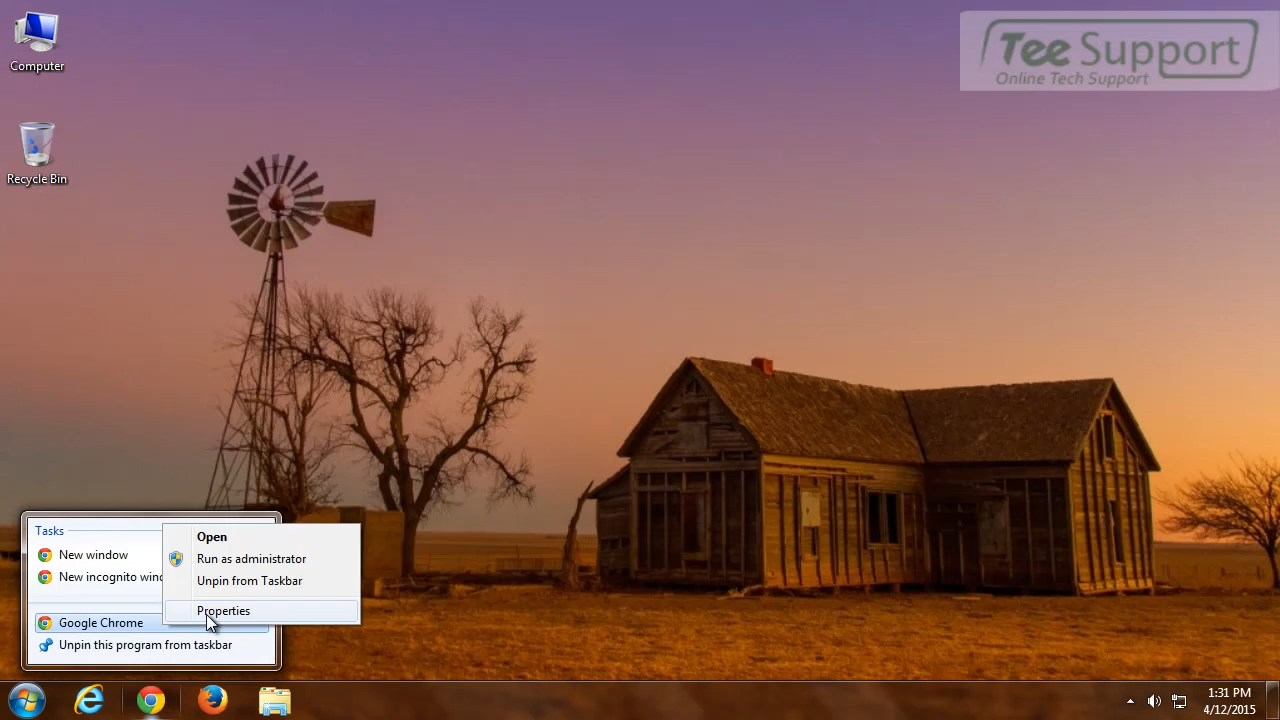 Computer
Recycle Bin
Tee Support
Online Tech Support
Tasks
New window
New incognito wind
Google Chrome
Unpin this program from taskbar
Open
Run as administrator
Unpin from Taskbar
Properties
1:31 PM
4/12/2015